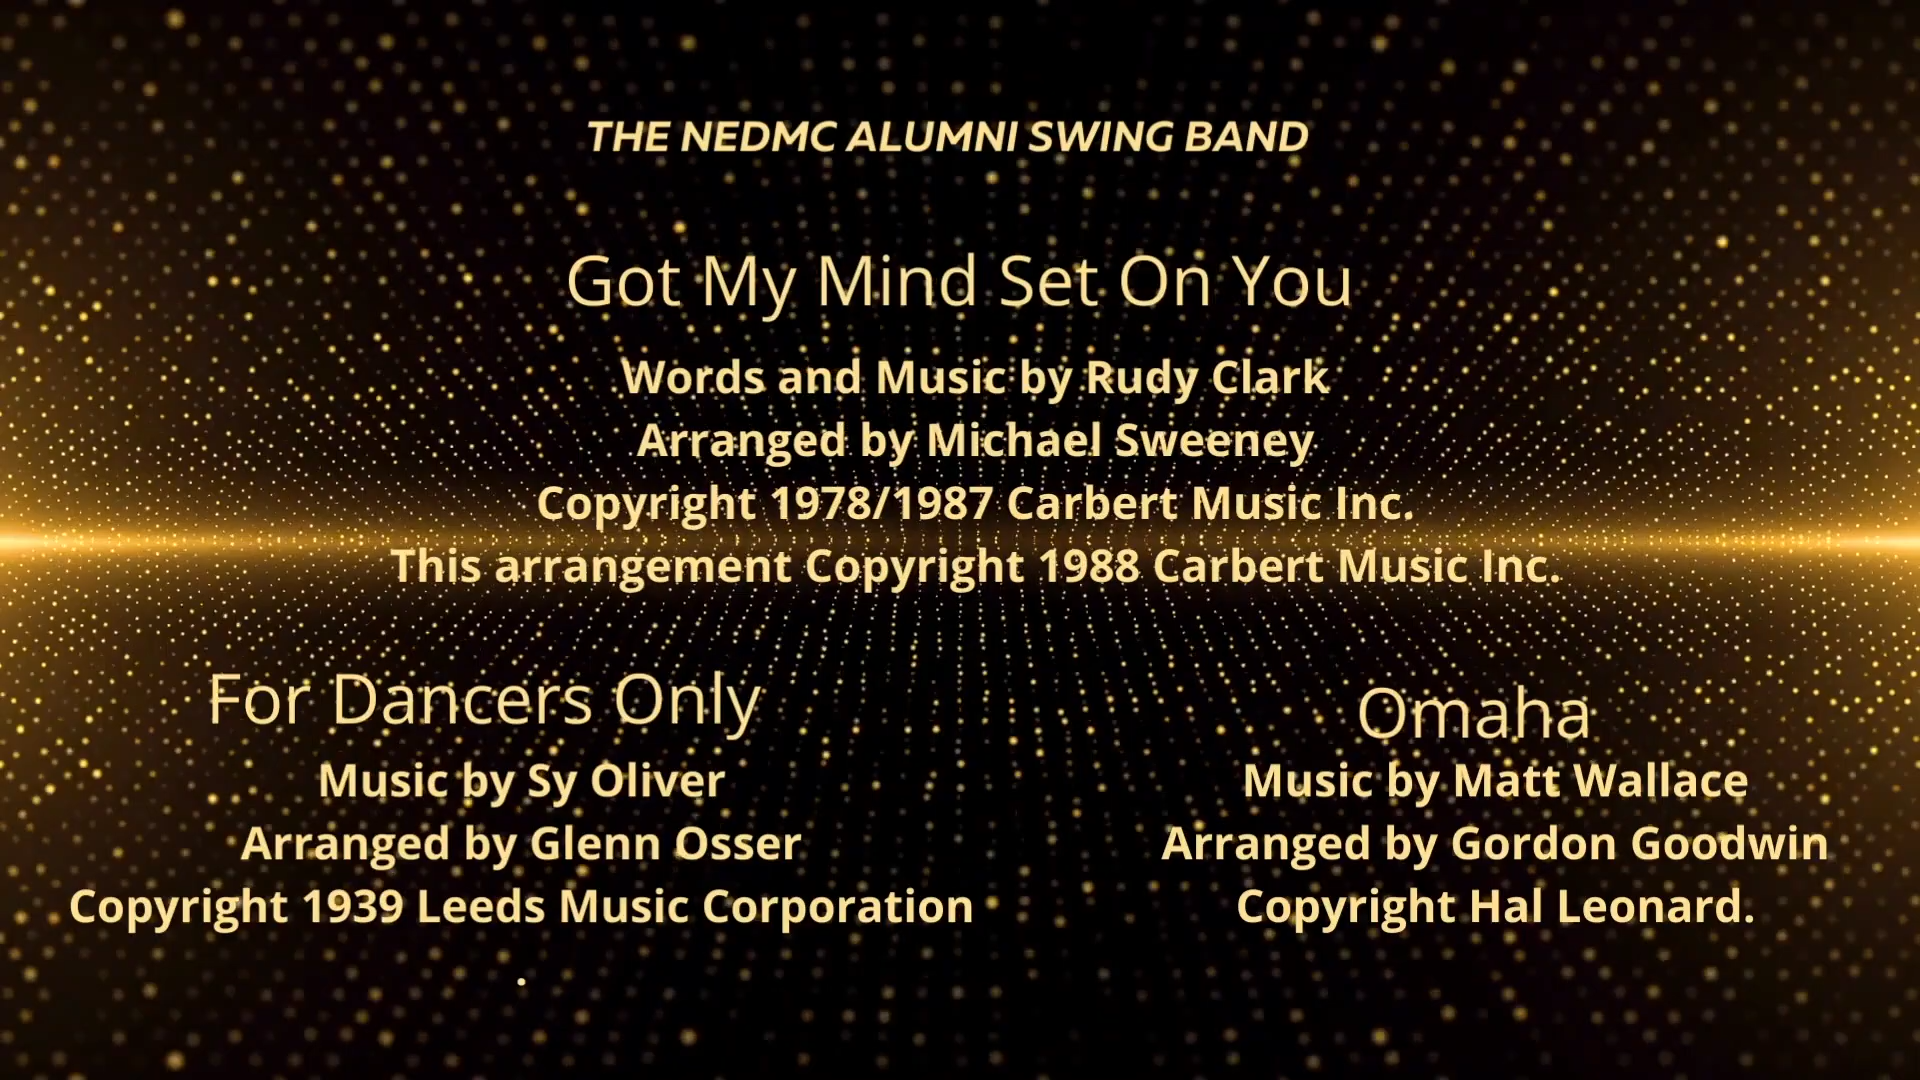 THE NEDMC ALUMNI SWING BAND
Got My Mind Set On You
Words and Music by Rudy Clark
Arranged by Michael Sweeney
Copyright 1978/1987 Carbert Music Inc.
This arrangement Copyright 1988 Carbert Music Inc.
For Dancers Only
Music by Sy Oliver
Arranged by Glenn Osser
Copyright 1939 Leeds Music Corporation
.
Omaha
Music by Matt Wallace
Arranged by Gordon Goodwin
Copyright Hal Leonard.